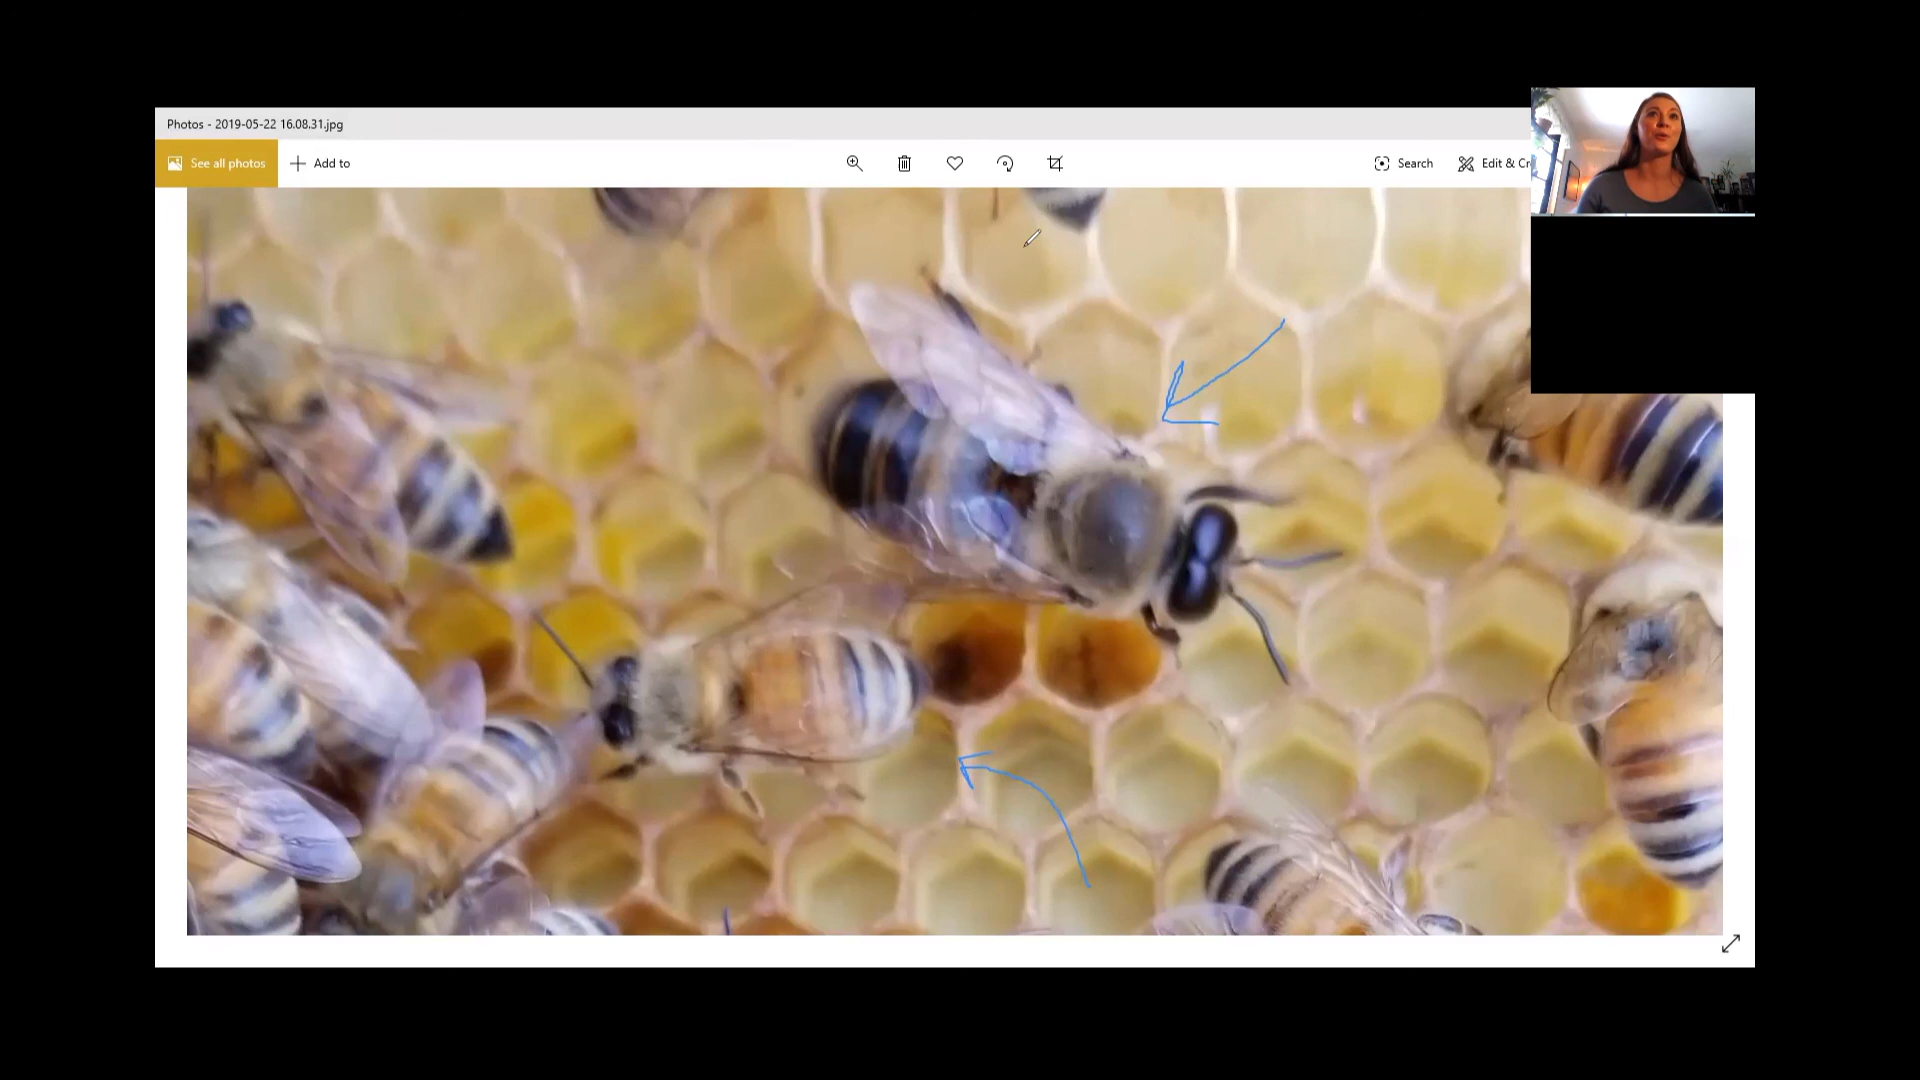 Photos - 2019-05-22 16.08.31.jpg
See all photos
Add to
Search
Edit & Cr